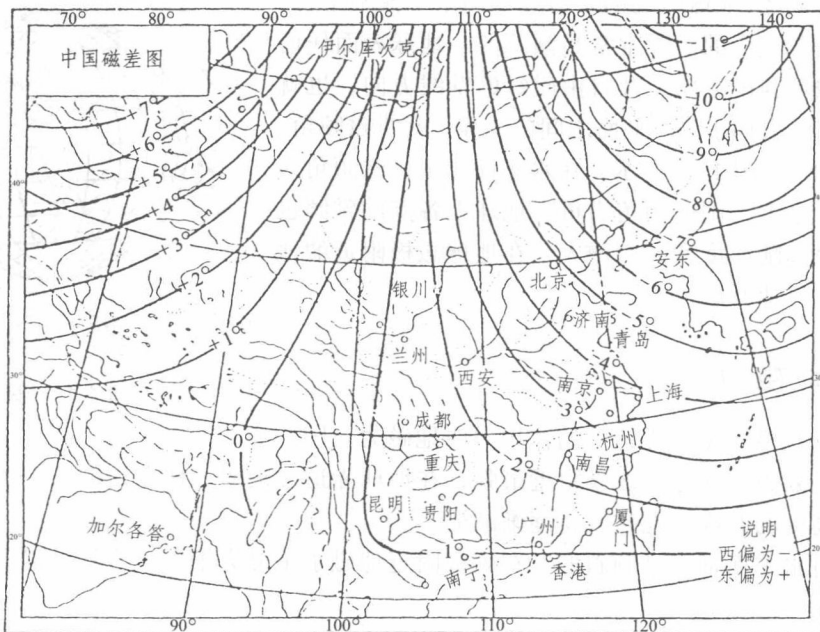 70° 80° 90° 100° 110° 120° 130° 140°
中国磁差图
伊尔库次克
-11°
10°
9°
8°
7°
6°
5°
4
3
2
-1
0°
+1°
+2°
+3°
+4°
+5°
+6°
40°
30°
20°
安东
北京
银川
济南
青岛
兰州
西安
南京
上海
成都
杭州
重庆
南昌
昆明
贵阳
厦门
加尔各答
广州
南宁
香港
说明
西偏为-
东偏为+
90° 100° 110° 120°